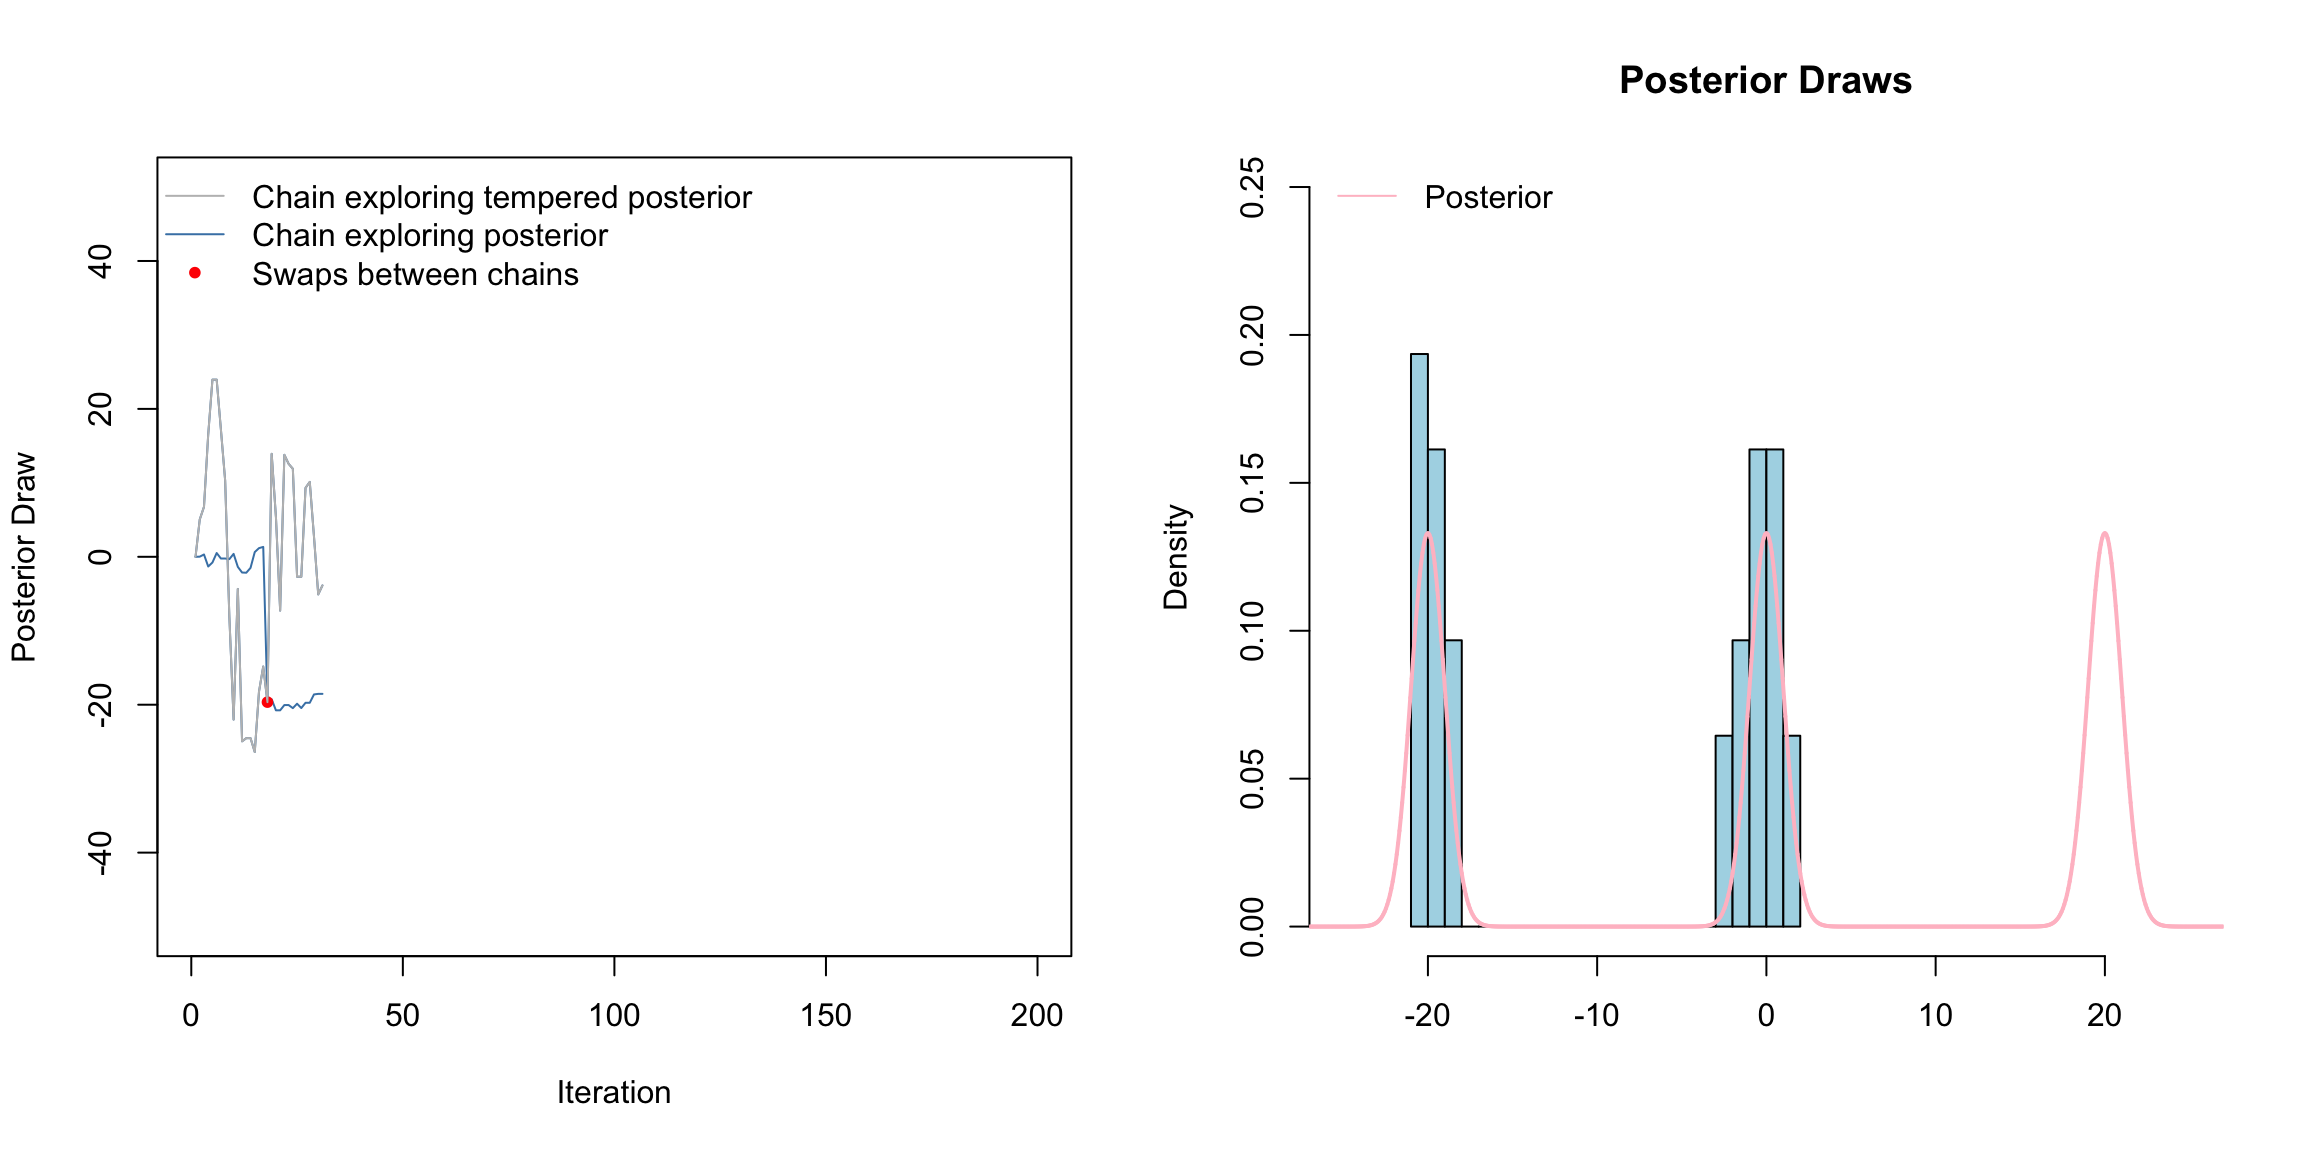 Chain exploring tempered posterior
Chain exploring posterior
Swaps between chains
Posterior Draw
40
20
0
-20
-40
0 50 100 150 200
Iteration
Posterior Draws
Posterior
Density
0.25
0.20
0.15
0.10
0.05
0.00
-20 -10 0 10 20